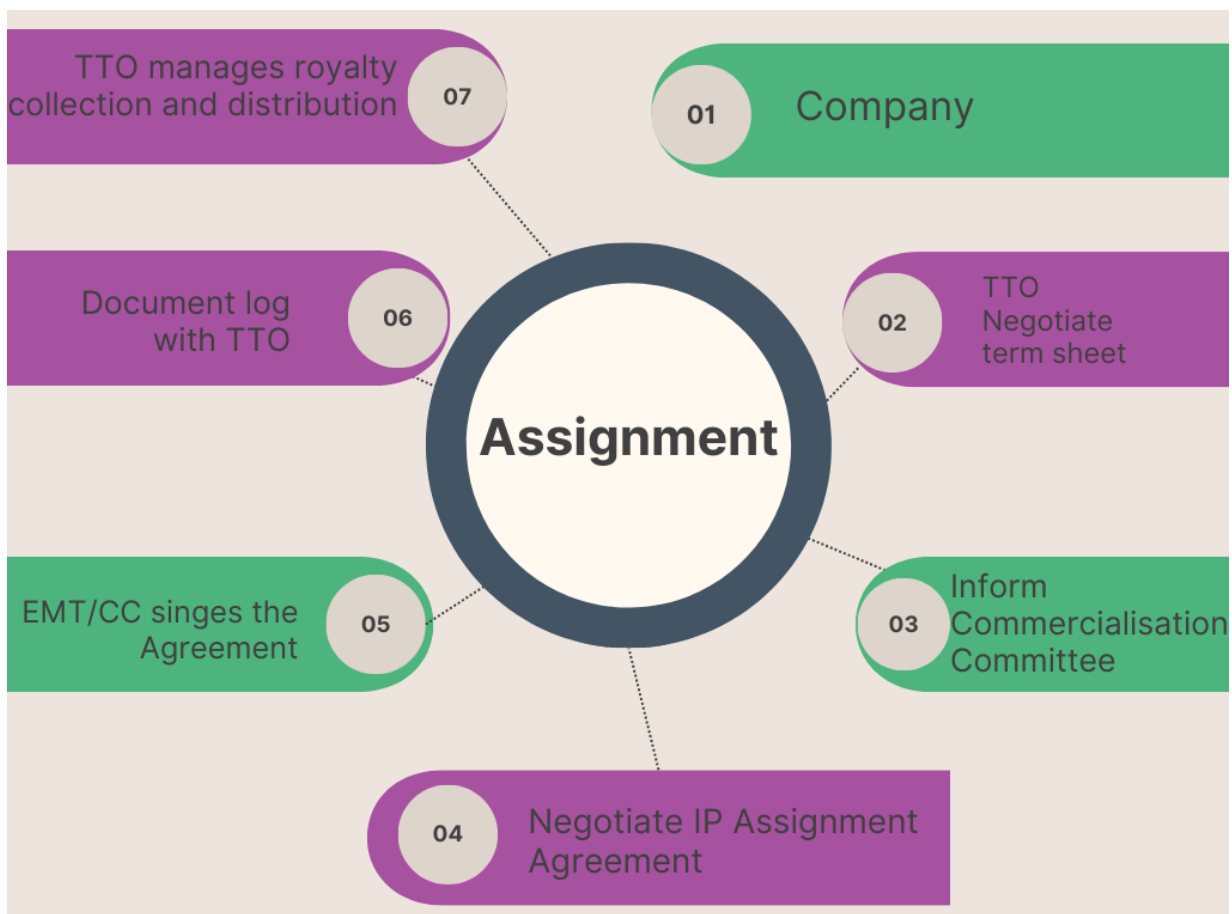 TTO manages royalty
collection and distribution
07
01
Company
Document log
with TTO
06
02
TTO
Negotiate
term sheet
Assignment
EMT/CC singes the
Agreement
05
03
Inform
Commercialisation
Committee
04
Negotiate IP Assignment
Agreement